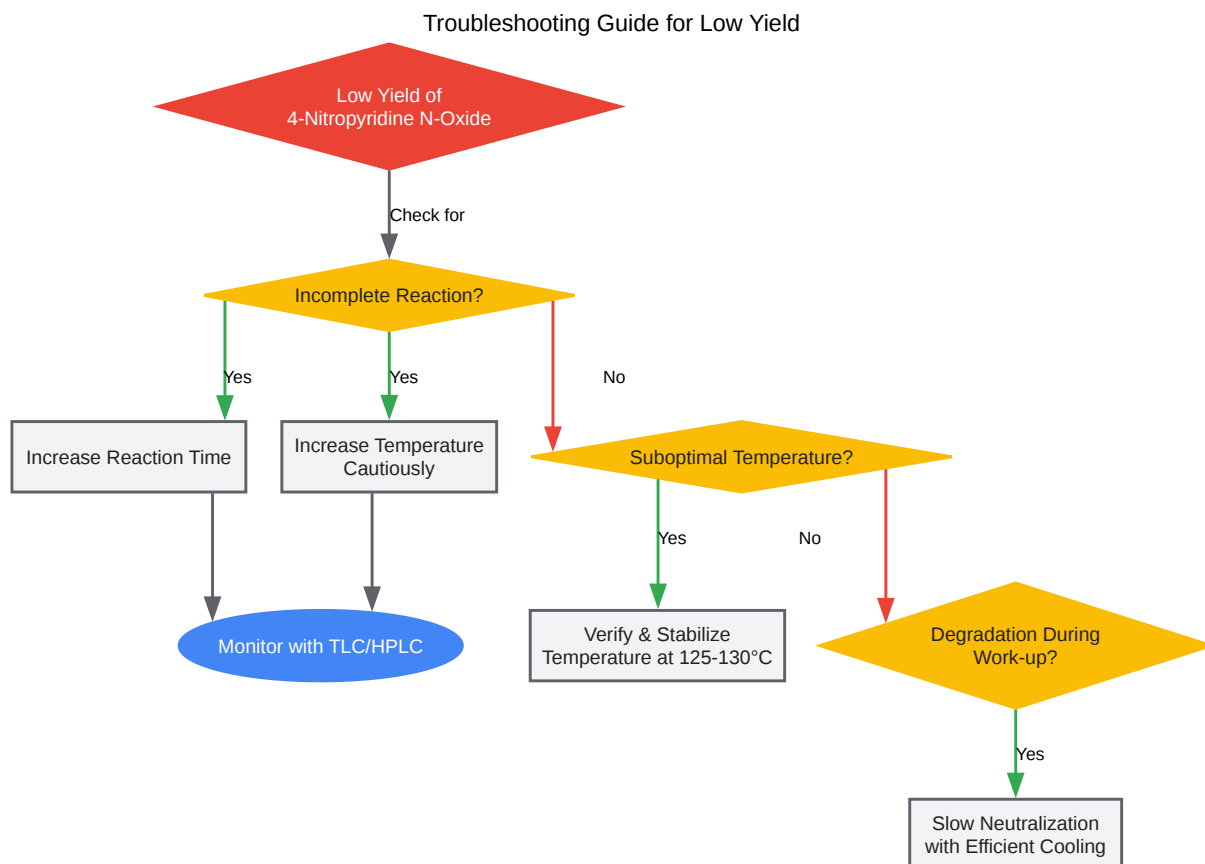 Troubleshooting Guide for Low Yield
Low Yield of
4-Nitropyridine N-Oxide
Check for
Incomplete Reaction?
Yes
Yes
No
Increase Reaction Time
Increase Temperature
Cautiously
Suboptimal Temperature?
Yes
No
Monitor with TLC/HPLC
Verify & Stabilize
Temperature at 125-130°C
Degradation During
Work-up?
Yes
Slow Neutralization
with Efficient Cooling